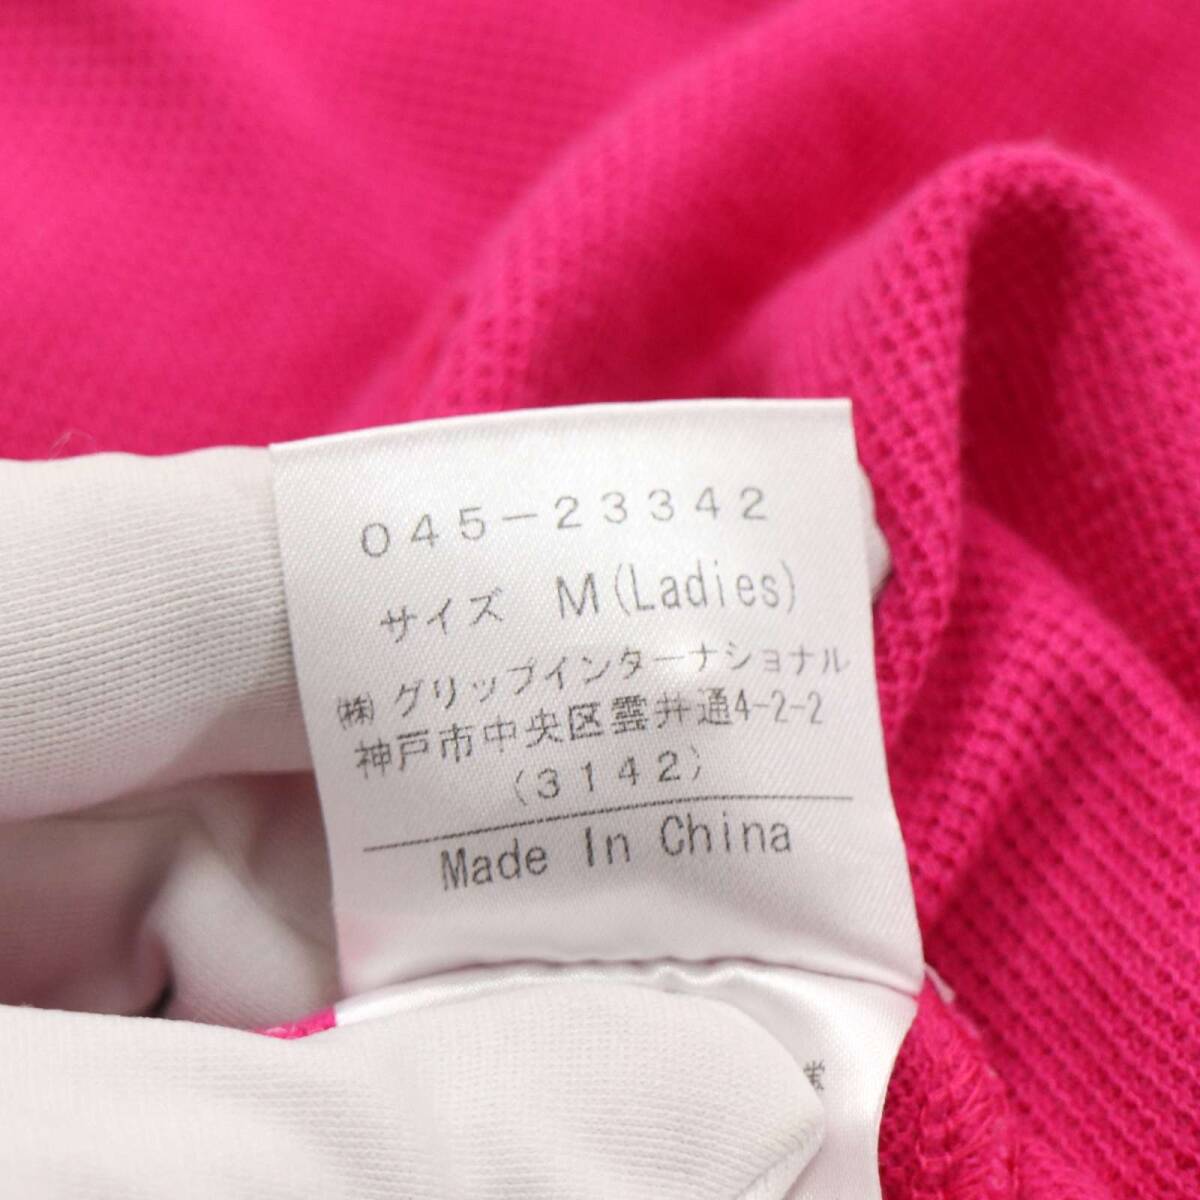 045-23342
サイズ M(Ladies)
㈱グリップインターナショナル
神戸市中央区雲井通4-2-2
(3142)
Made In China